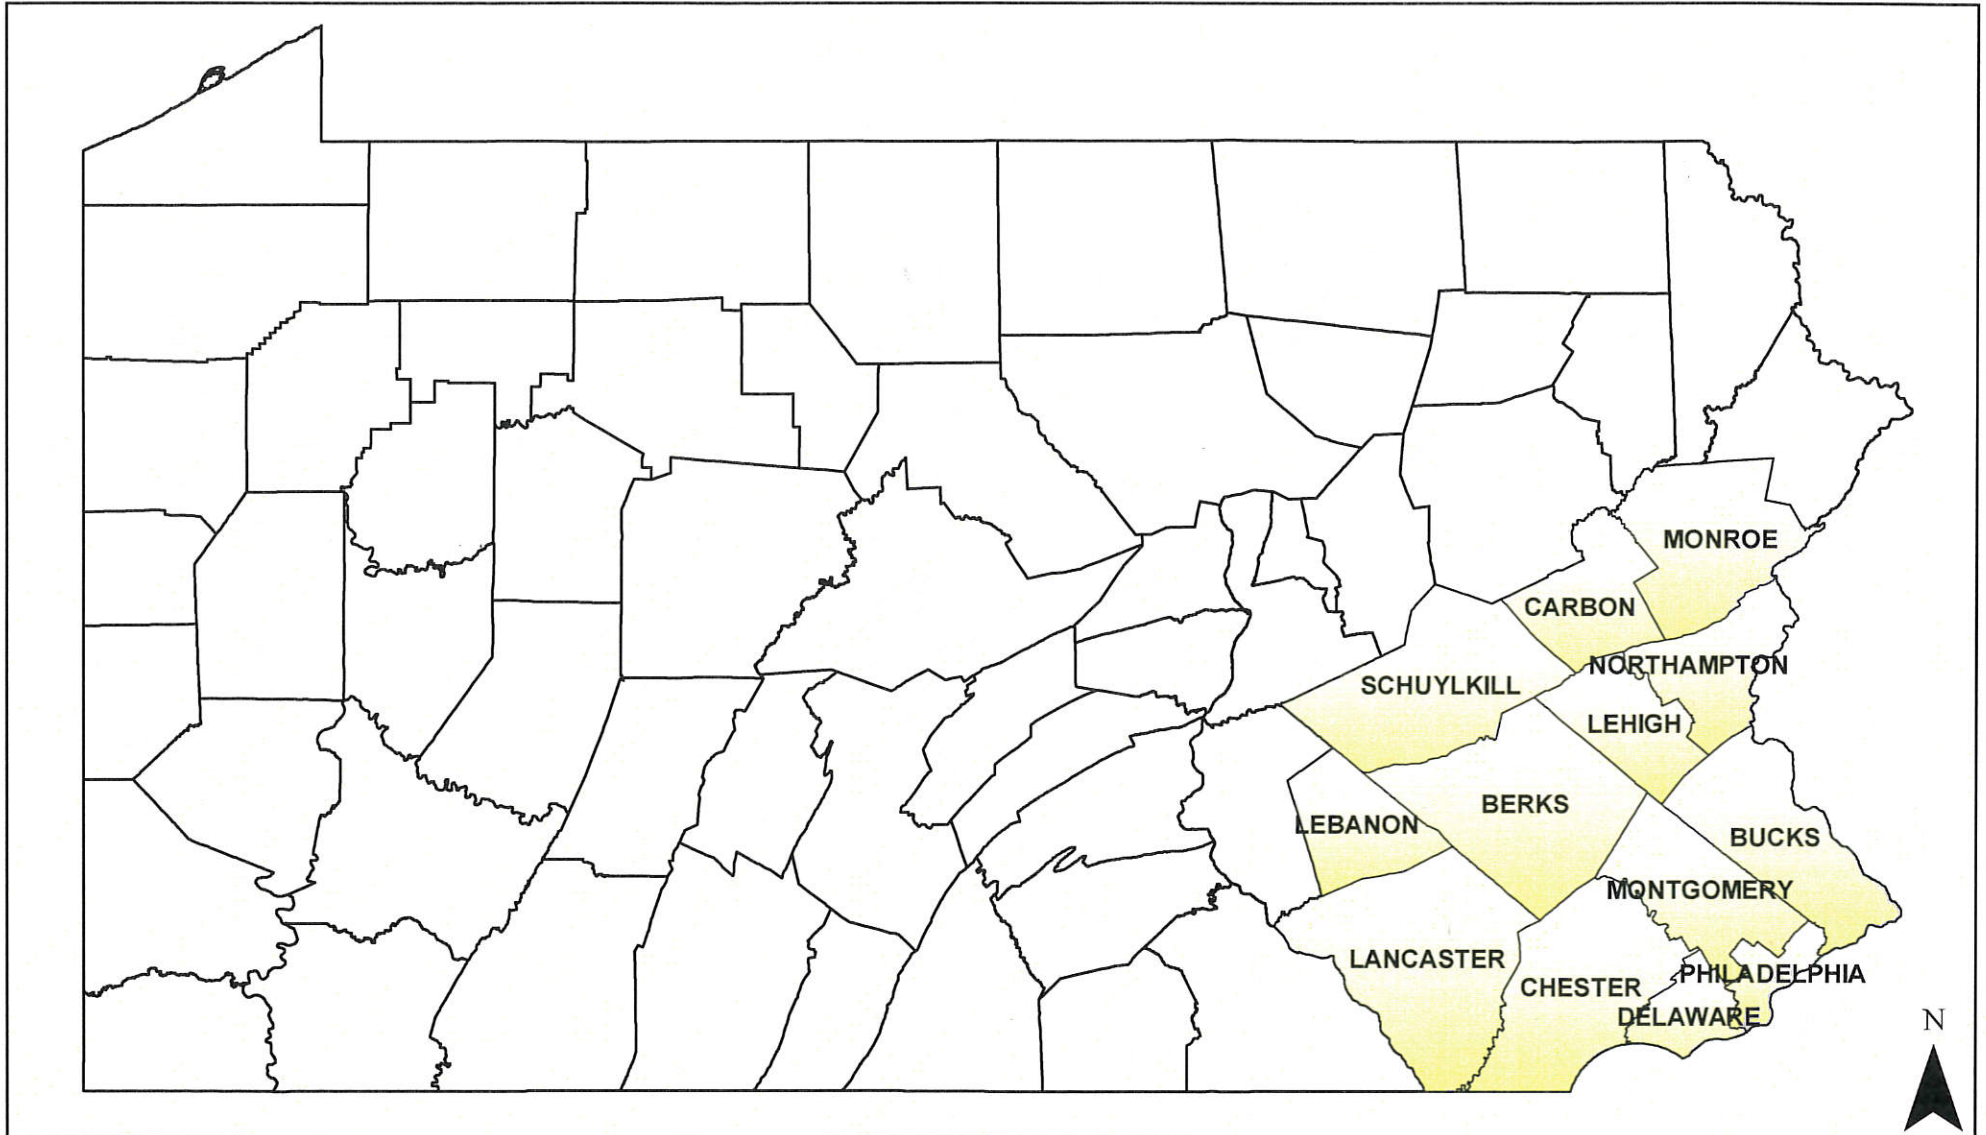 MONROE
CARBON
NORTHAMPTON
SCHUYLKILL
LEHIGH
BERKS
LEBANON
BUCKS
MONTGOMERY
LANCASTER
PHILADELPHIA
CHESTER
DELAWARE
N